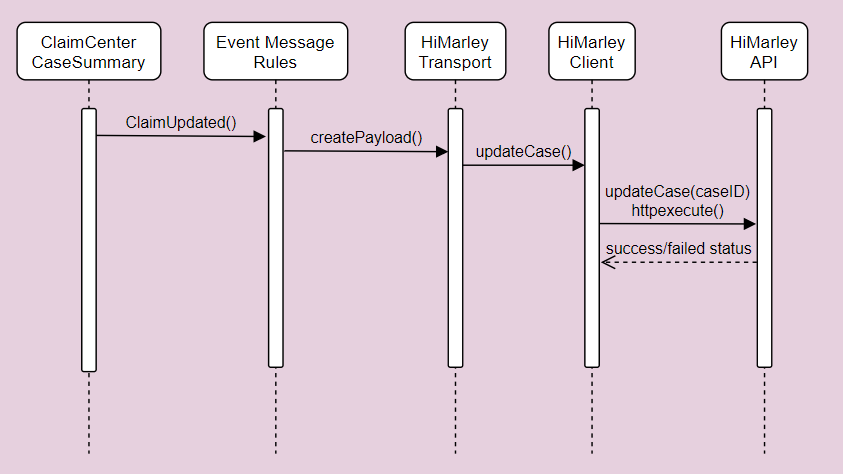 ClaimCenter
CaseSummary
Event Message
Rules
HiMarley
Transport
HiMarley
Client
HiMarley
API
ClaimUpdated()
createPayload()
updateCase()
updateCase(caseID)
httpexecute()
success/failed status